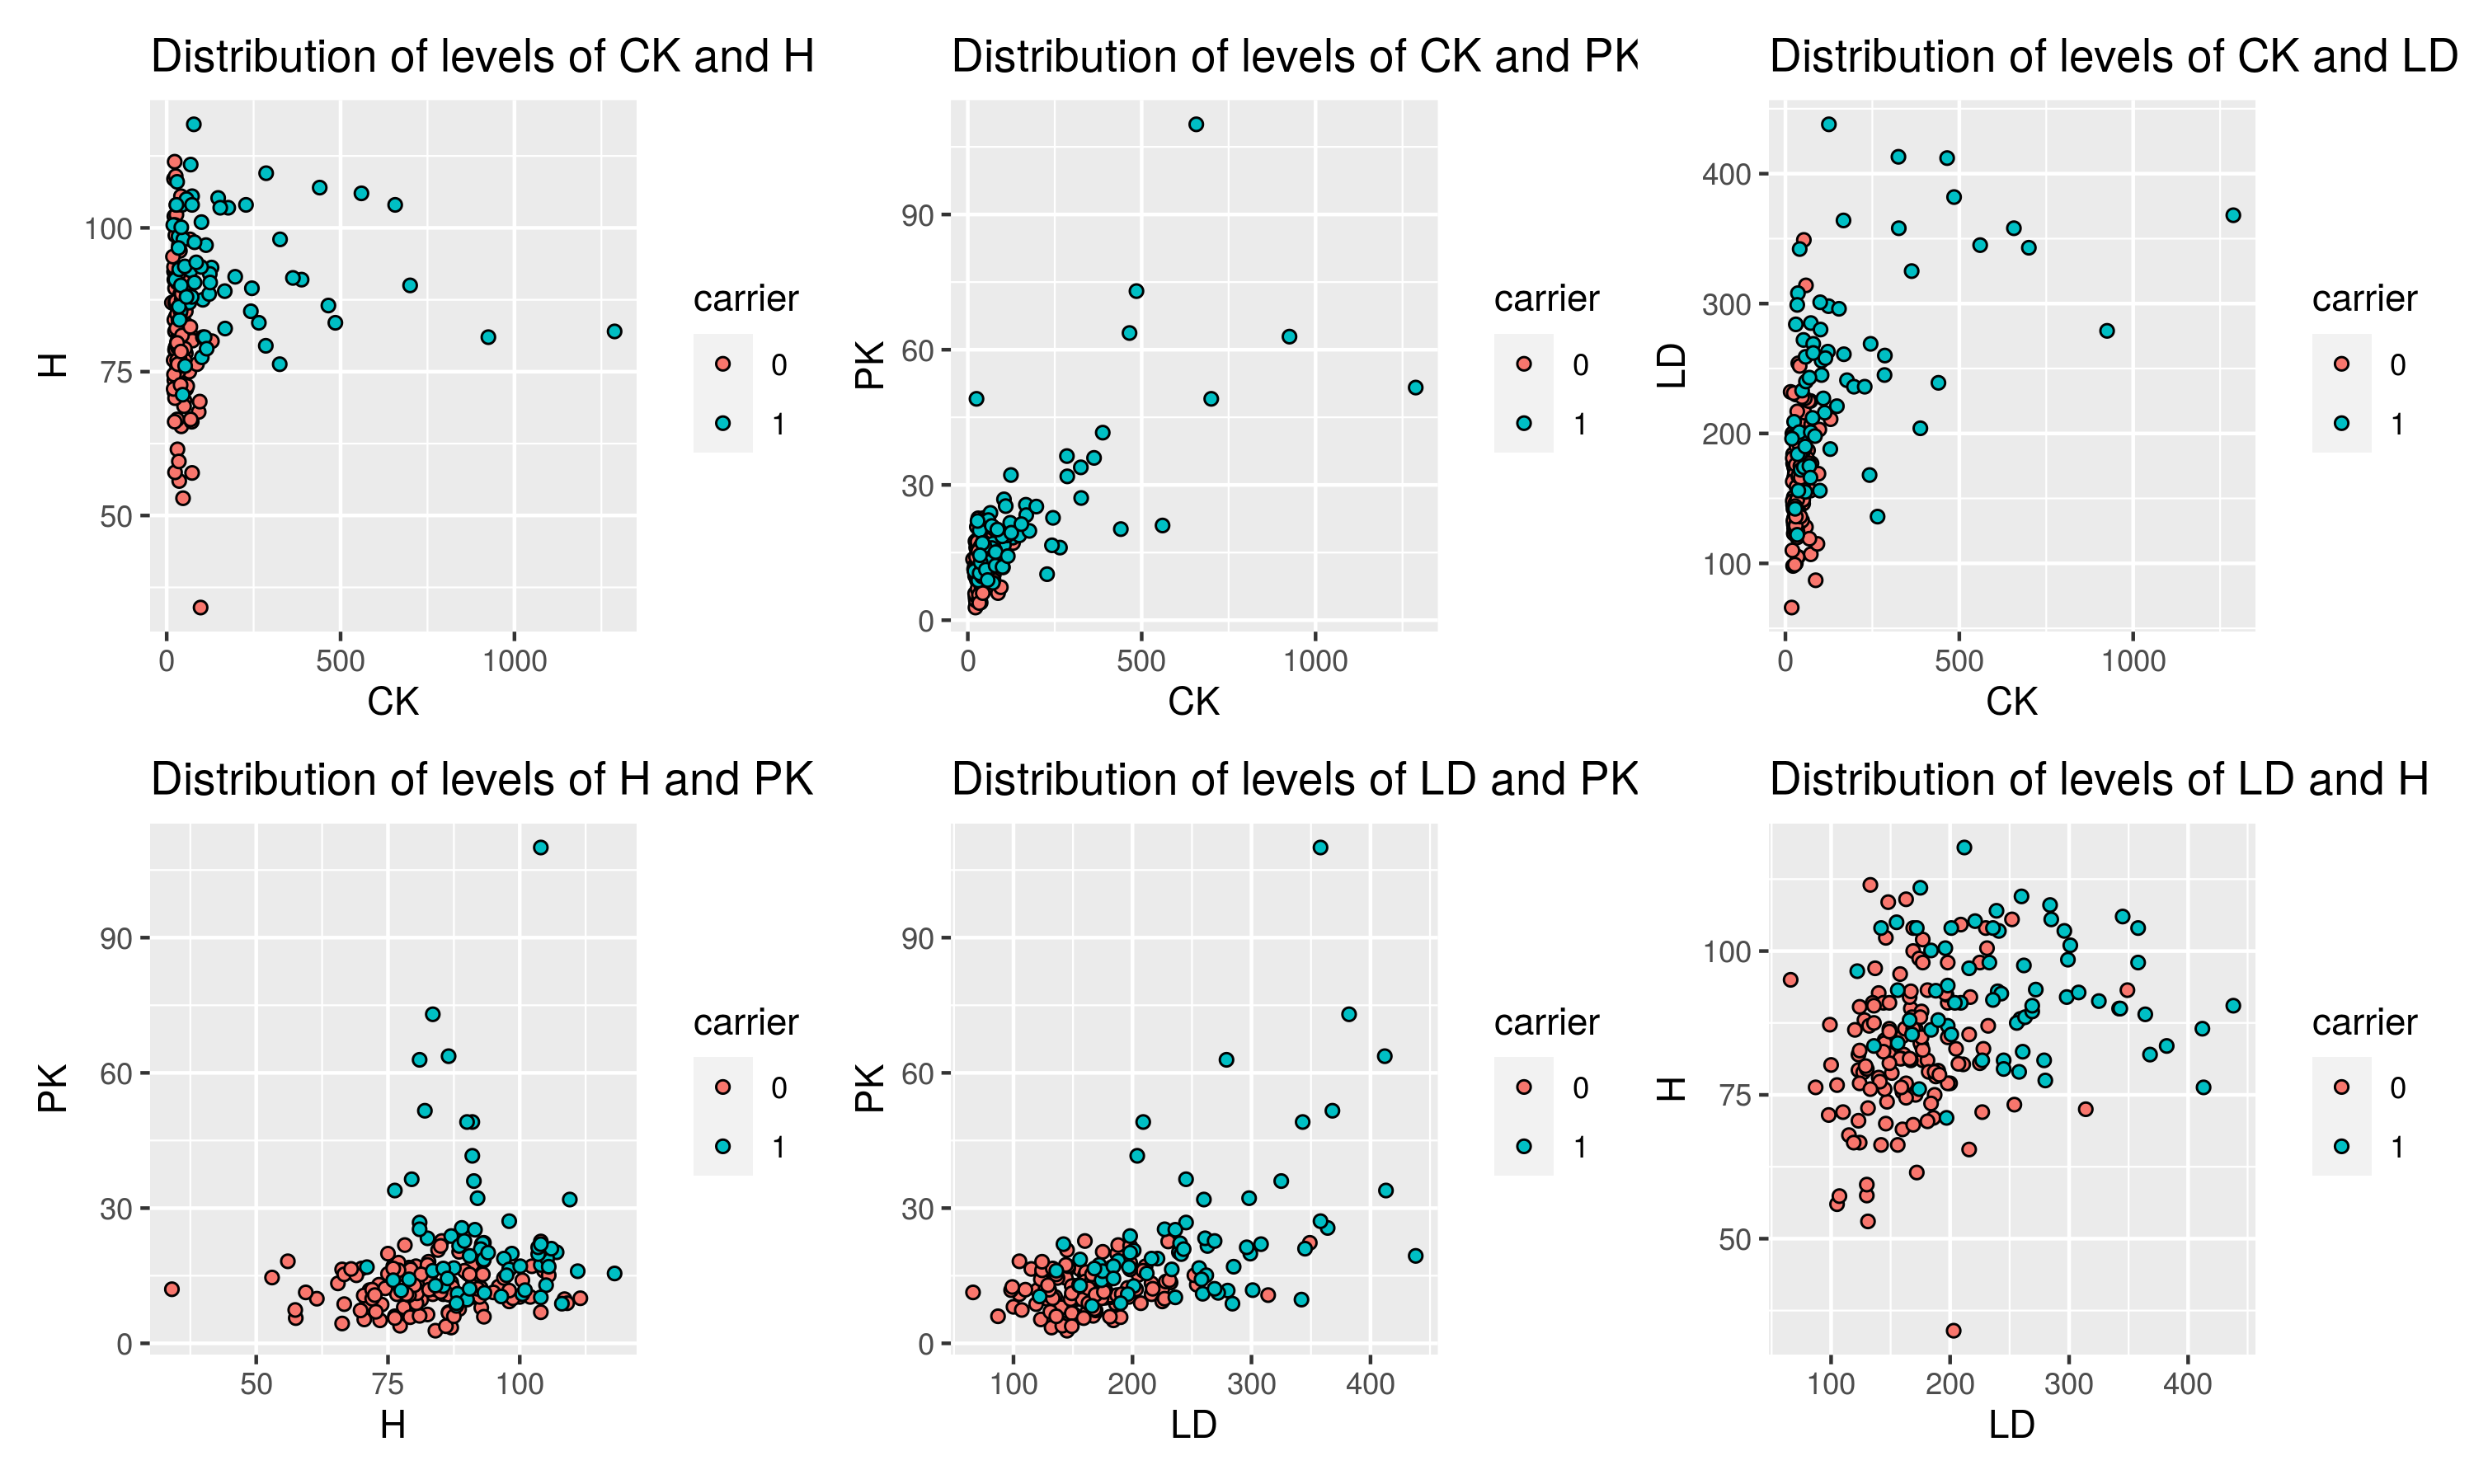 Distribution of levels of CK and H
100
75
50
H
0
500
1000
CK
carrier
0
1
Distribution of levels of CK and PK
90
60
30
0
PK
0
500
1000
CK
carrier
0
1
Distribution of levels of CK and LD
400
300
200
100
LD
0
500
1000
CK
carrier
0
1
Distribution of levels of H and PK
90
60
30
0
PK
50
75
100
H
carrier
0
1
Distribution of levels of LD and PK
90
60
30
0
PK
100
200
300
400
LD
carrier
0
1
Distribution of levels of LD and H
100
75
50
H
100
200
300
400
LD
carrier
0
1